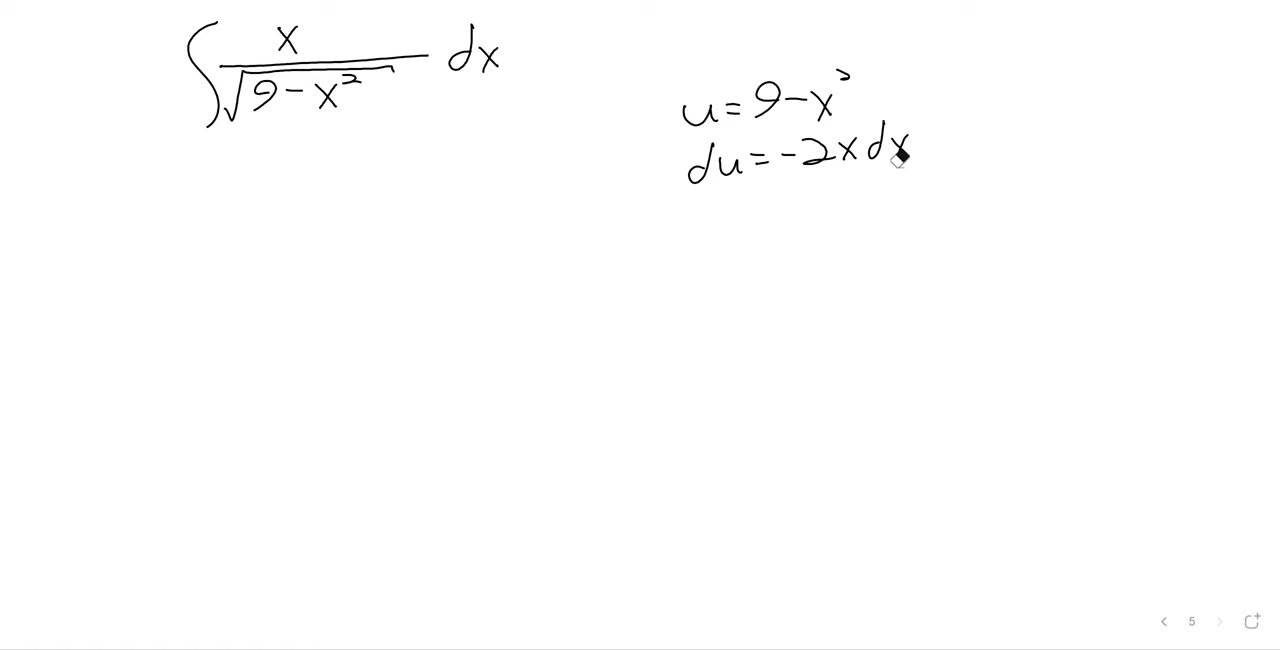 ∫ x/√(9-x²) dx
u = 9-x²
du = -2x dx
5